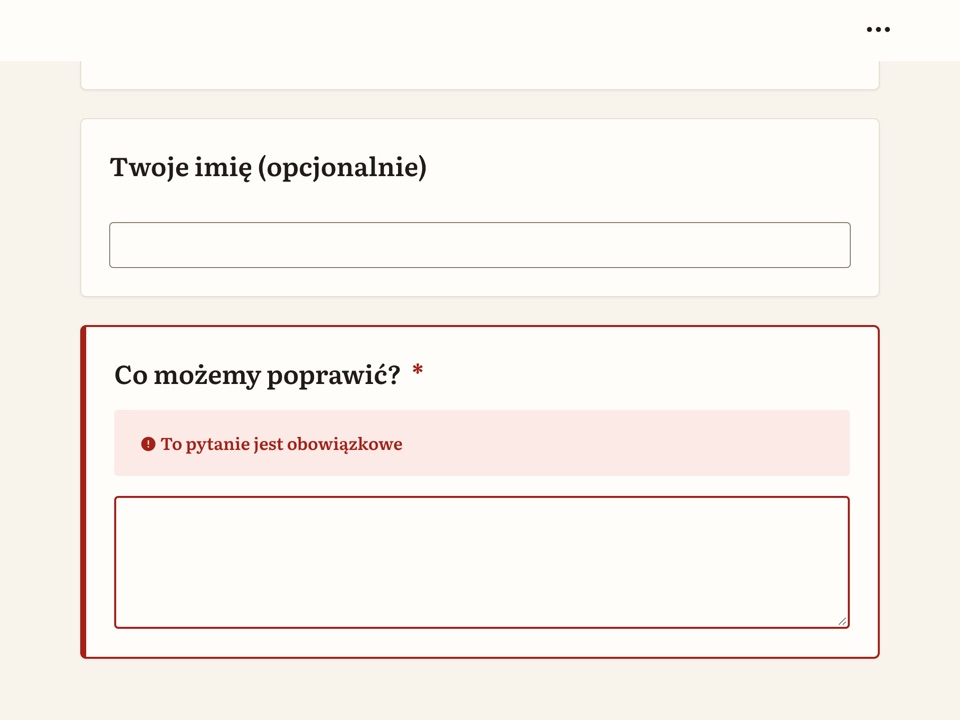 Twoje imię (opcjonalnie)
Co możemy poprawić? *
To pytanie jest obowiązkowe